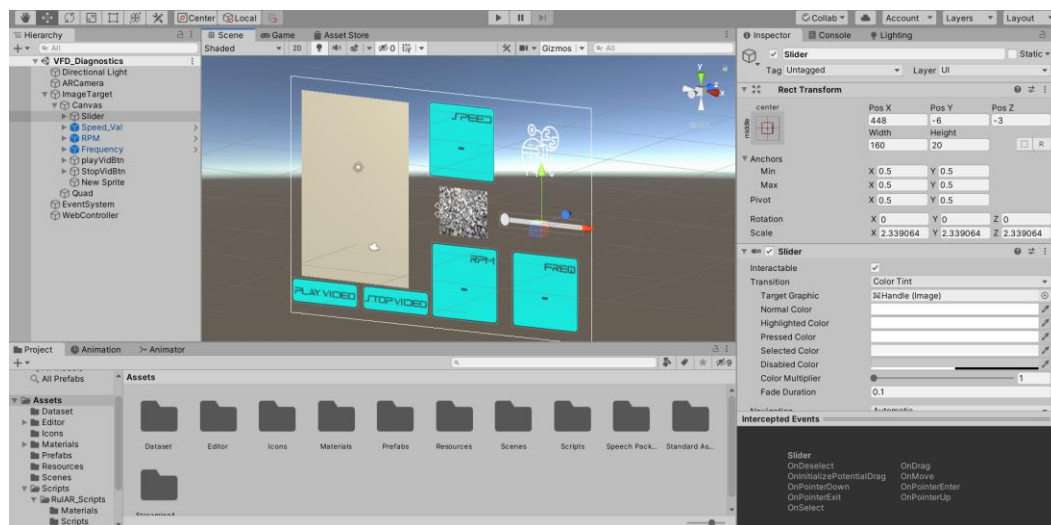 Center Local
Collab Account Layers Layout
Hierarchy
All
VFD_Diagnostics
Directional Light
ARCamera
ImageTarget
Canvas
Slider
Speed_Val
RPM
Frequency
playVidBtn
StopVidBtn
New Sprite
Quad
EventSystem
WebController
Scene Game Asset Store
Shaded 2D 0 Gizmos All
y
z
SPEED
-
RPM
-
FREQ
-
PLAY VIDEO
STOP VIDEO
Inspector Console Lighting
Slider Static
Tag Untagged Layer UI
Rect Transform
center
middle
Pos X Pos Y Pos Z
448 -6 -3
Width Height
160 20
R
Anchors
Min X 0.5 Y 0.5
Max X 0.5 Y 0.5
Pivot X 0.5 Y 0.5
Rotation X 0 Y 0 Z 0
Scale X 2.339064 Y 2.339064 Z 2.339064
Slider
Interactable
Transition Color Tint
Target Graphic Handle (Image)
Normal Color
Highlighted Color
Pressed Color
Selected Color
Disabled Color
Color Multiplier 1
Fade Duration 0.1
Navigation Automatic
Intercepted Events
Slider
OnDeselect OnDrag
OnInitializePotentialDrag OnMove
OnPointerDown OnPointerEnter
OnPointerExit OnPointerUp
OnSelect
Project Animation Animator
9
All Prefabs
Assets
Dataset
Editor
Icons
Materials
Prefabs
Resources
Scenes
Scripts
RulAR_Scripts
Materials
Scripts
Assets
Dataset Editor Icons Materials Prefabs Resources Scenes Scripts Speech Pack... Standard As...